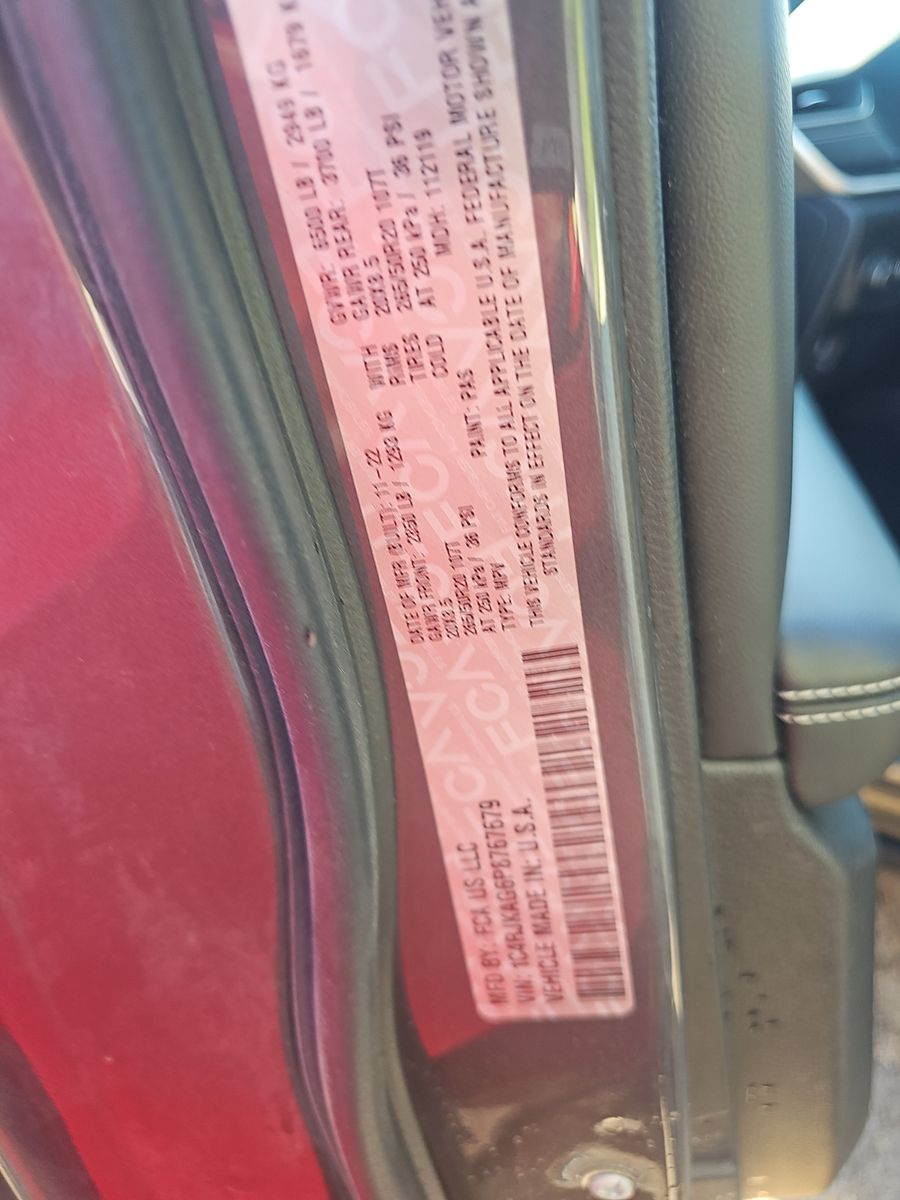 MFD BY: FCA US LLC
DATE OF MFR (BUILT): 11-22
GVWR: 6500 LB / 2949 KG
GAWR FRONT: 2850 LB / 1293 KG
WITH
GAWR REAR: 3700 LB / 1679 K
20X8.5
RIMS
20X8.5
265/50R20 107T
TIRES
265/50R20 107T
AT 250 kPa / 36 PSI
COLD
AT 250 kPa / 36 PSI
VIN: 1C4RJKAG6P8767679
TYPE: MPV
PAINT: PAS
MDH: 112119
VEHICLE MADE IN: U.S.A.
THIS VEHICLE CONFORMS TO ALL APPLICABLE U.S.A. FEDERAL MOTOR VEH
STANDARDS IN EFFECT ON THE DATE OF MANUFACTURE SHOWN A